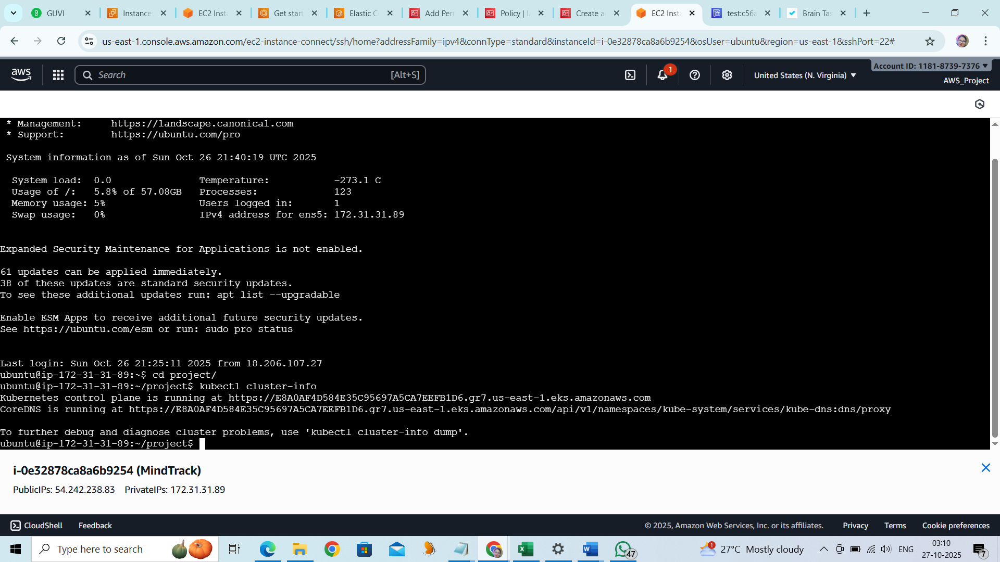 GUVI
Instance
EC2 Inst
Get start
Elastic C
Add Per
Policy | I
Create a
EC2 Inst
test:c56a
Brain Tas
us-east-1.console.aws.amazon.com/ec2-instance-connect/ssh/home?addressFamily=ipv4&connType=standard&instanceId=i-0e32878ca8a6b9254&osUser=ubuntu&region=us-east-1&sshPort=22#
aws
Search
[Alt+S]
1
United States (N. Virginia) ▼
Account ID: 1181-8739-7376 ▼
AWS_Project
* Management: https://landscape.canonical.com
* Support: https://ubuntu.com/pro
System information as of Sun Oct 26 21:40:19 UTC 2025
System load: 0.0 Temperature: -273.1 C
Usage of /: 5.8% of 57.08GB Processes: 123
Memory usage: 5% Users logged in: 1
Swap usage: 0% IPv4 address for ens5: 172.31.31.89
Expanded Security Maintenance for Applications is not enabled.
61 updates can be applied immediately.
38 of these updates are standard security updates.
To see these additional updates run: apt list --upgradable
Enable ESM Apps to receive additional future security updates.
See https://ubuntu.com/esm or run: sudo pro status
Last login: Sun Oct 26 21:25:11 2025 from 18.206.107.27
ubuntu@ip-172-31-31-89:~$ cd project/
ubuntu@ip-172-31-31-89:~/project$ kubectl cluster-info
Kubernetes control plane is running at https://E8A0AF4D584E35C95697A5CA7EEFB1D6.gr7.us-east-1.eks.amazonaws.com
CoreDNS is running at https://E8A0AF4D584E35C95697A5CA7EEFB1D6.gr7.us-east-1.eks.amazonaws.com/api/v1/namespaces/kube-system/services/kube-dns:dns/proxy
To further debug and diagnose cluster problems, use 'kubectl cluster-info dump'.
ubuntu@ip-172-31-31-89:~/project$
i-0e32878ca8a6b9254 (MindTrack)
PublicIPs: 54.242.238.83 PrivateIPs: 172.31.31.89
CloudShell Feedback
© 2025, Amazon Web Services, Inc. or its affiliates. Privacy Terms Cookie preferences
Type here to search
47
1
27°C Mostly cloudy
ENG
03:10
27-10-2025
7